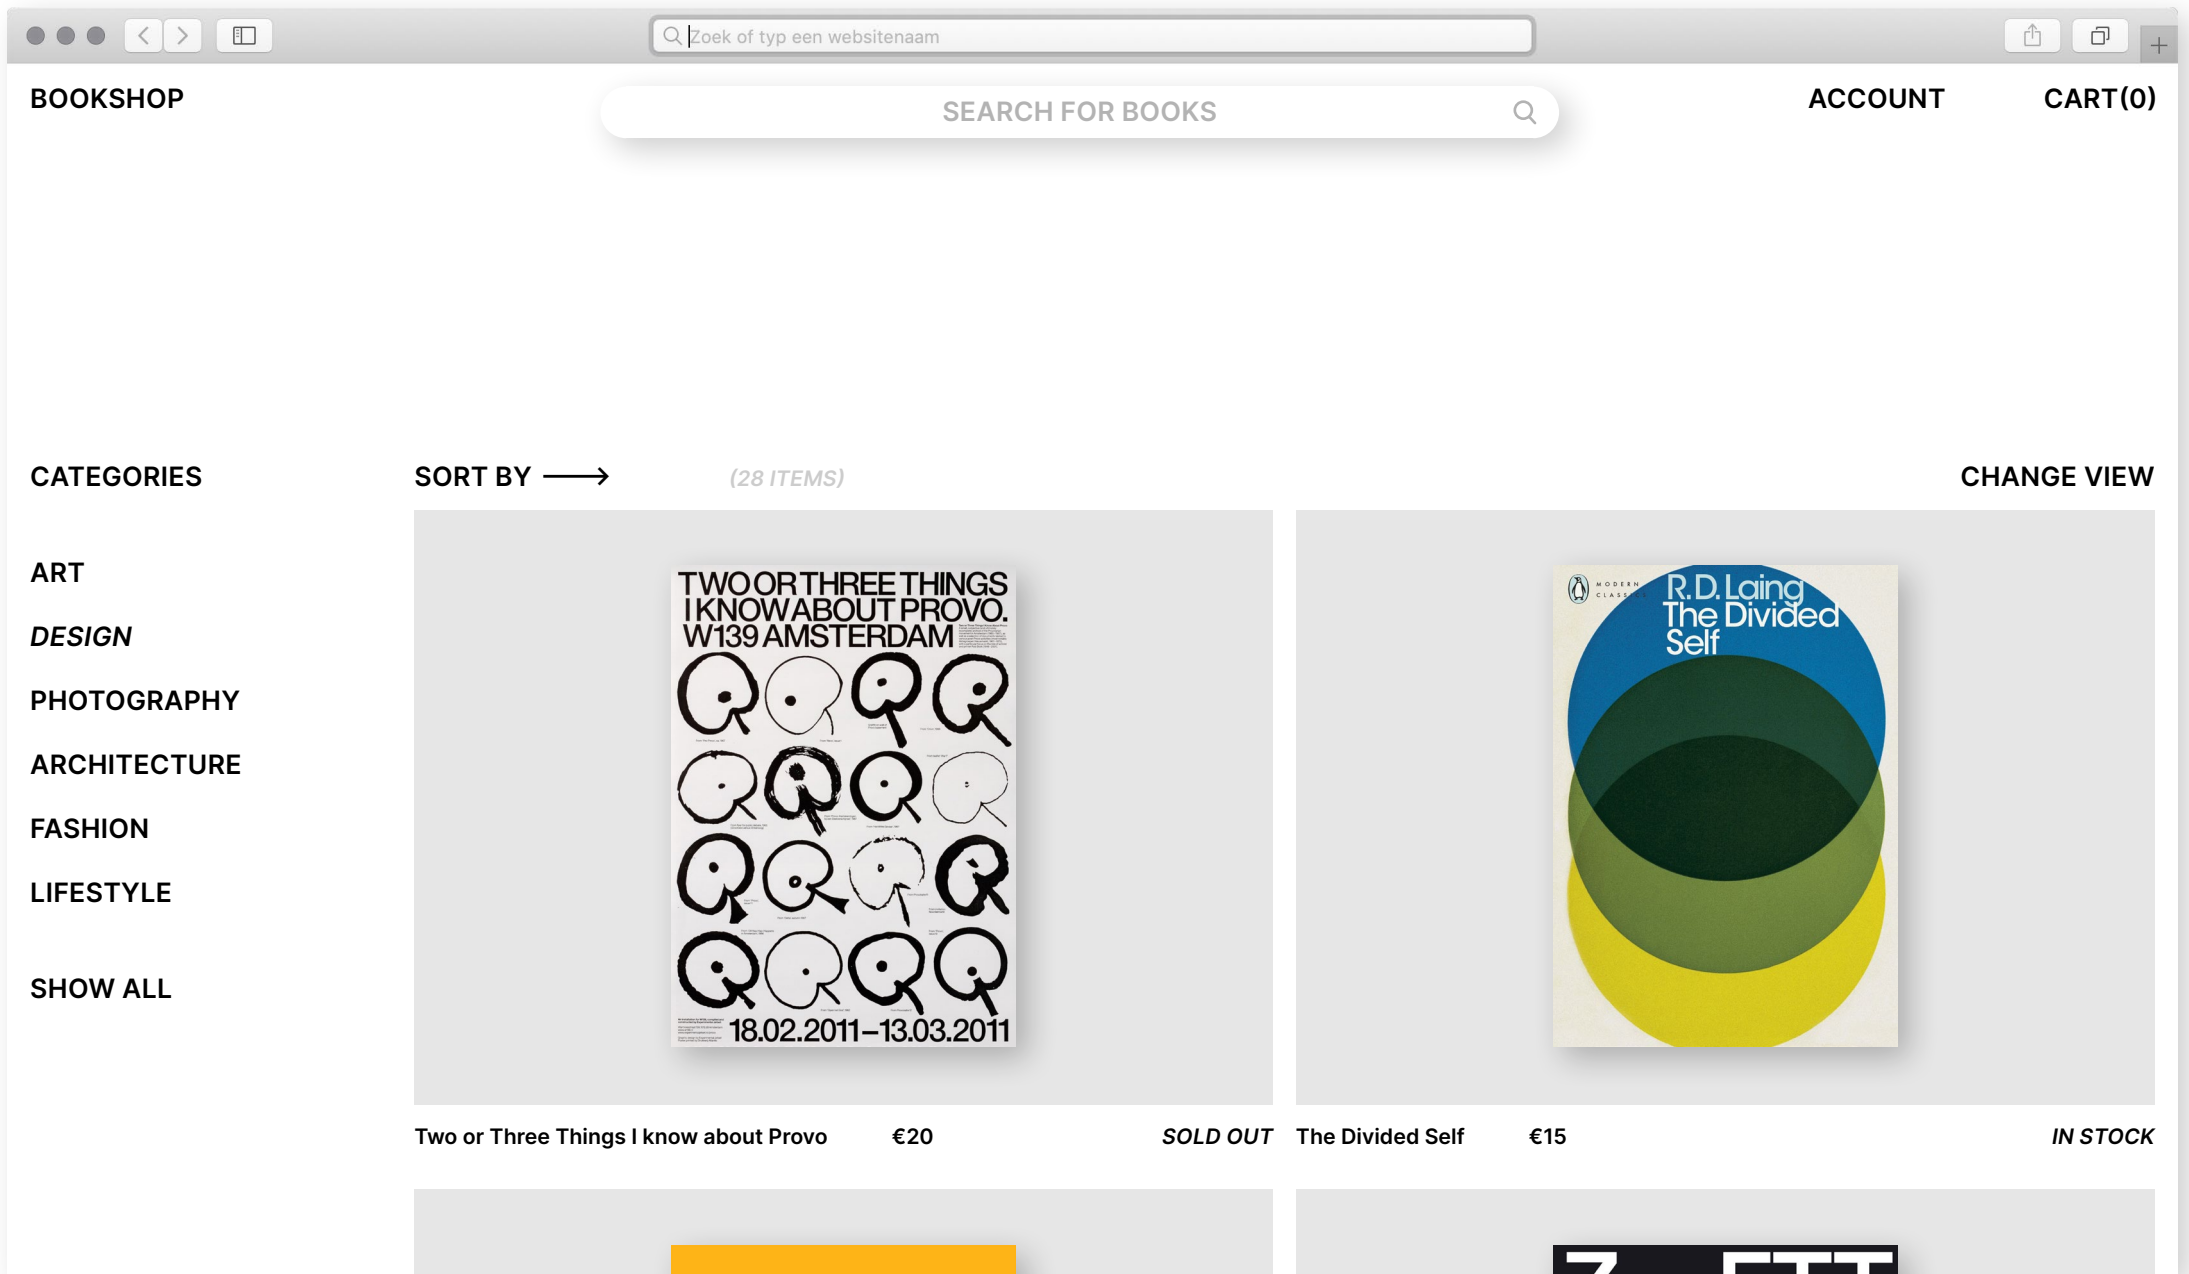 Zoek of typ een websitenaam
BOOKSHOP
SEARCH FOR BOOKS
ACCOUNT
CART(0)
CATEGORIES
ART
DESIGN
PHOTOGRAPHY
ARCHITECTURE
FASHION
LIFESTYLE
SHOW ALL
SORT BY
(28 ITEMS)
CHANGE VIEW
TWO OR THREE THINGS
I KNOW ABOUT PROVO.
W139 AMSTERDAM
18.02.2011–13.03.2011
Two or Three Things I know about Provo
€20
SOLD OUT
MODERN
R.D. Laing
The Divided
Self
The Divided Self
€15
IN STOCK